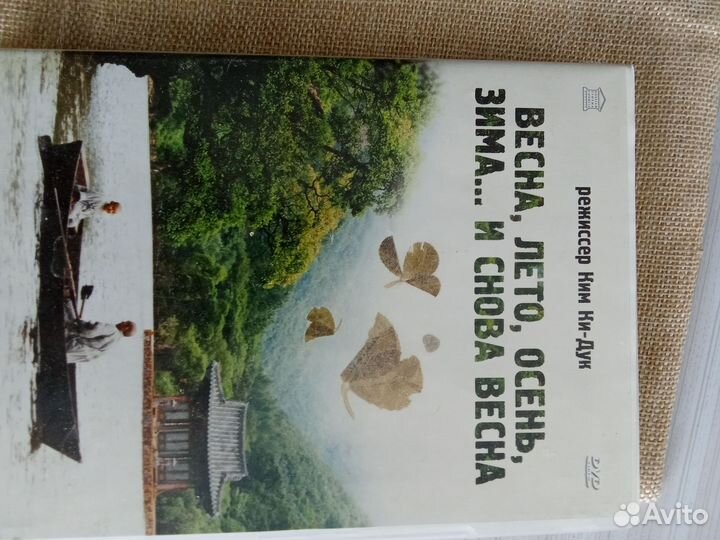 режиссер Ким Ки-Дук
ВЕСНА, ЛЕТО, ОСЕНЬ,
ЗИМА... И СНОВА ВЕСНА
DVD
Avito